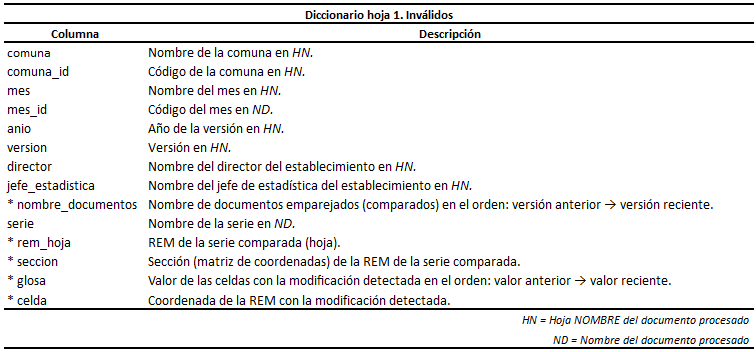 Diccionario hoja 1. Inválidos
Columna Descripción
comuna Nombre de la comuna en HN.
comuna_id Código de la comuna en HN.
mes Nombre del mes en HN.
mes_id Código del mes en ND.
anio Año de la versión en HN.
version Versión en HN.
director Nombre del director del establecimiento en HN.
jefe_estadistica Nombre del jefe de estadística del establecimiento en HN.
* nombre_documentos Nombre de documentos emparejados (comparados) en el orden: versión anterior → versión reciente.
serie Nombre de la serie en ND.
* rem_hoja REM de la serie comparada (hoja).
* seccion Sección (matriz de coordenadas) de la REM de la serie comparada.
* glosa Valor de las celdas con la modificación detectada en el orden: valor anterior → valor reciente.
* celda Coordenada de la REM con la modificación detectada.
HN = Hoja NOMBRE del documento procesado
ND = Nombre del documento procesado